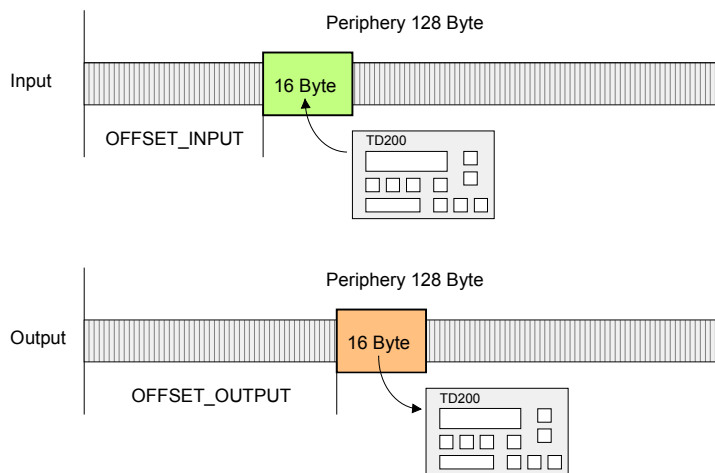 Periphery 128 Byte
Input
16 Byte
OFFSET_INPUT
TD200
Periphery 128 Byte
Output
16 Byte
OFFSET_OUTPUT
TD200